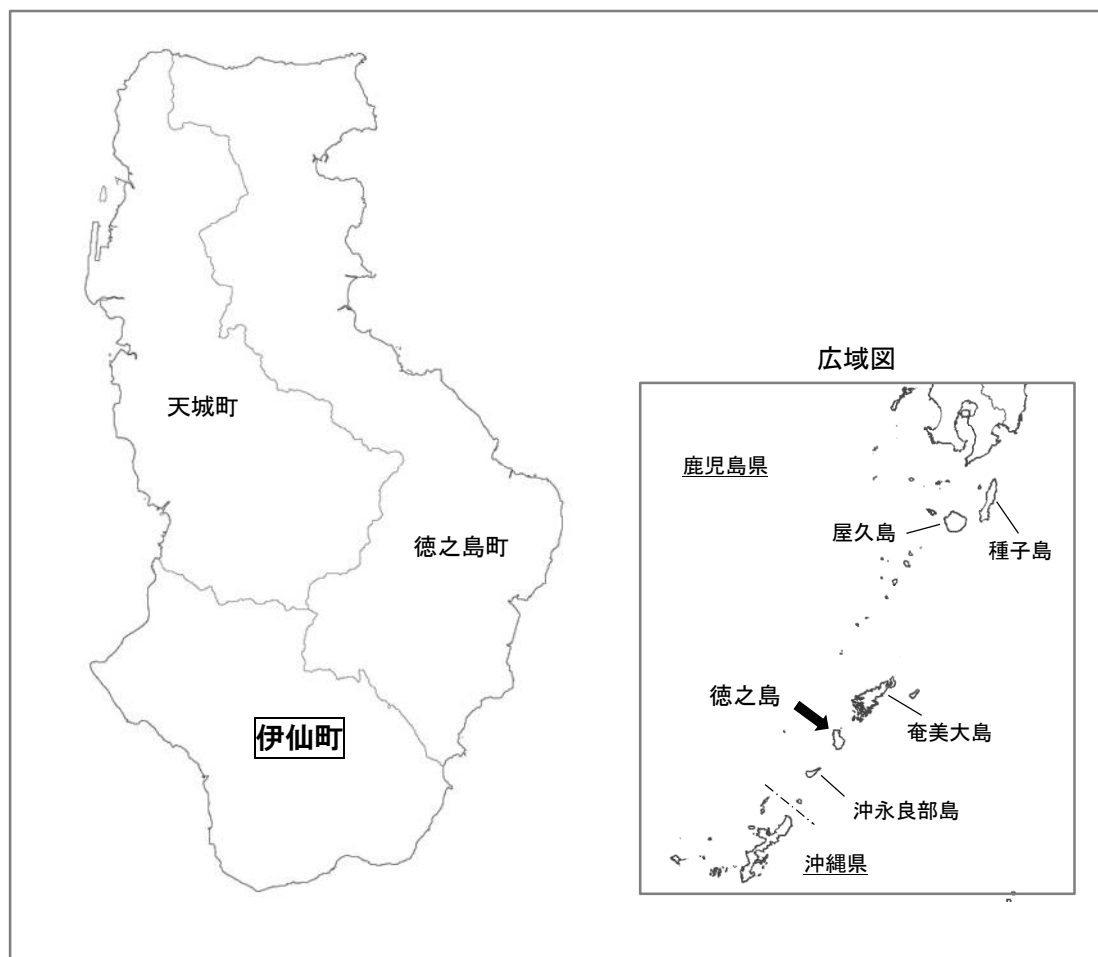 天城町
徳之島町
伊仙町
広域図
鹿児島県
屋久島
種子島
徳之島
奄美大島
沖永良部島
沖縄県